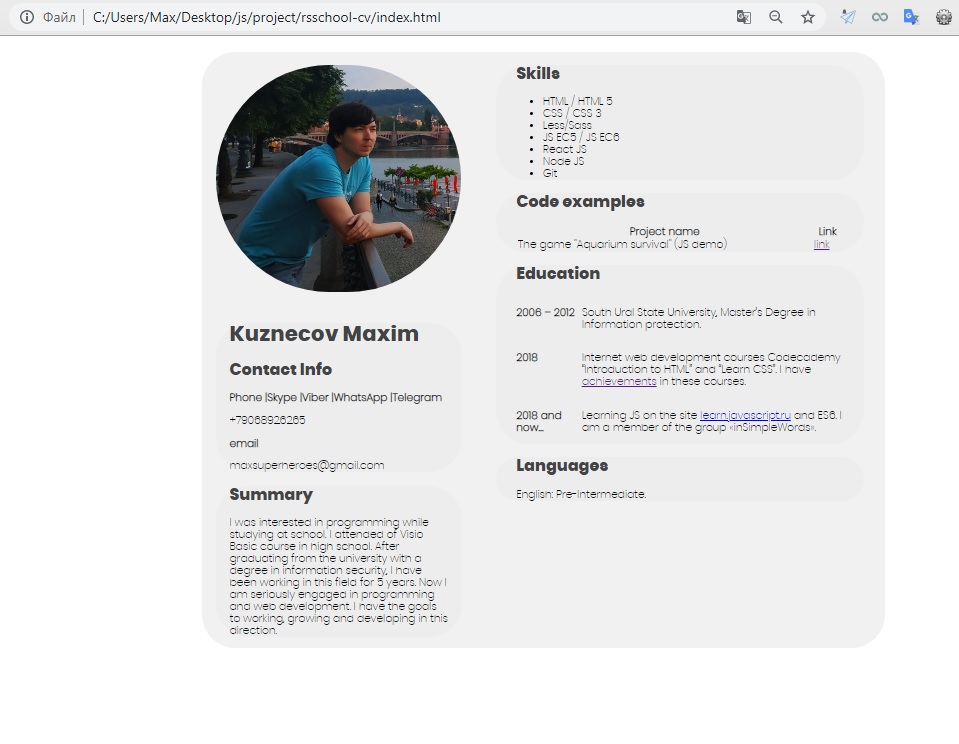 Файл
C:/Users/Max/Desktop/js/project/rsschool-cv/index.html
Kuznecov Maxim
Contact Info
Phone |Skype |Viber |WhatsApp |Telegram
+79068926265
email
maxsuperheroes@gmail.com
Summary
I was interested in programming while
studying at school. I attended of Visio
Basic course in high school. After
graduating from the university with a
degree in information security, I have
been working in this field for 5 years. Now I
am seriously engaged in programming
and web development. I have the goals
to working, growing and developing in this
direction.
Skills
HTML / HTML 5
CSS / CSS 3
Less/Sass
JS EC5 / JS EC6
React JS
Node JS
Git
Code examples
Project name Link
The game "Aquarium survival" (JS demo) link
Education
2006 – 2012 South Ural State University, Master's Degree in
Information protection.
2018 Internet web development courses Codecademy
"Introduction to HTML" and "Learn CSS". I have
achievements in these courses.
2018 and Learning JS on the site learn.javascript.ru and ES6. I
now... am a member of the group «inSimpleWords».
Languages
English: Pre-Intermediate.